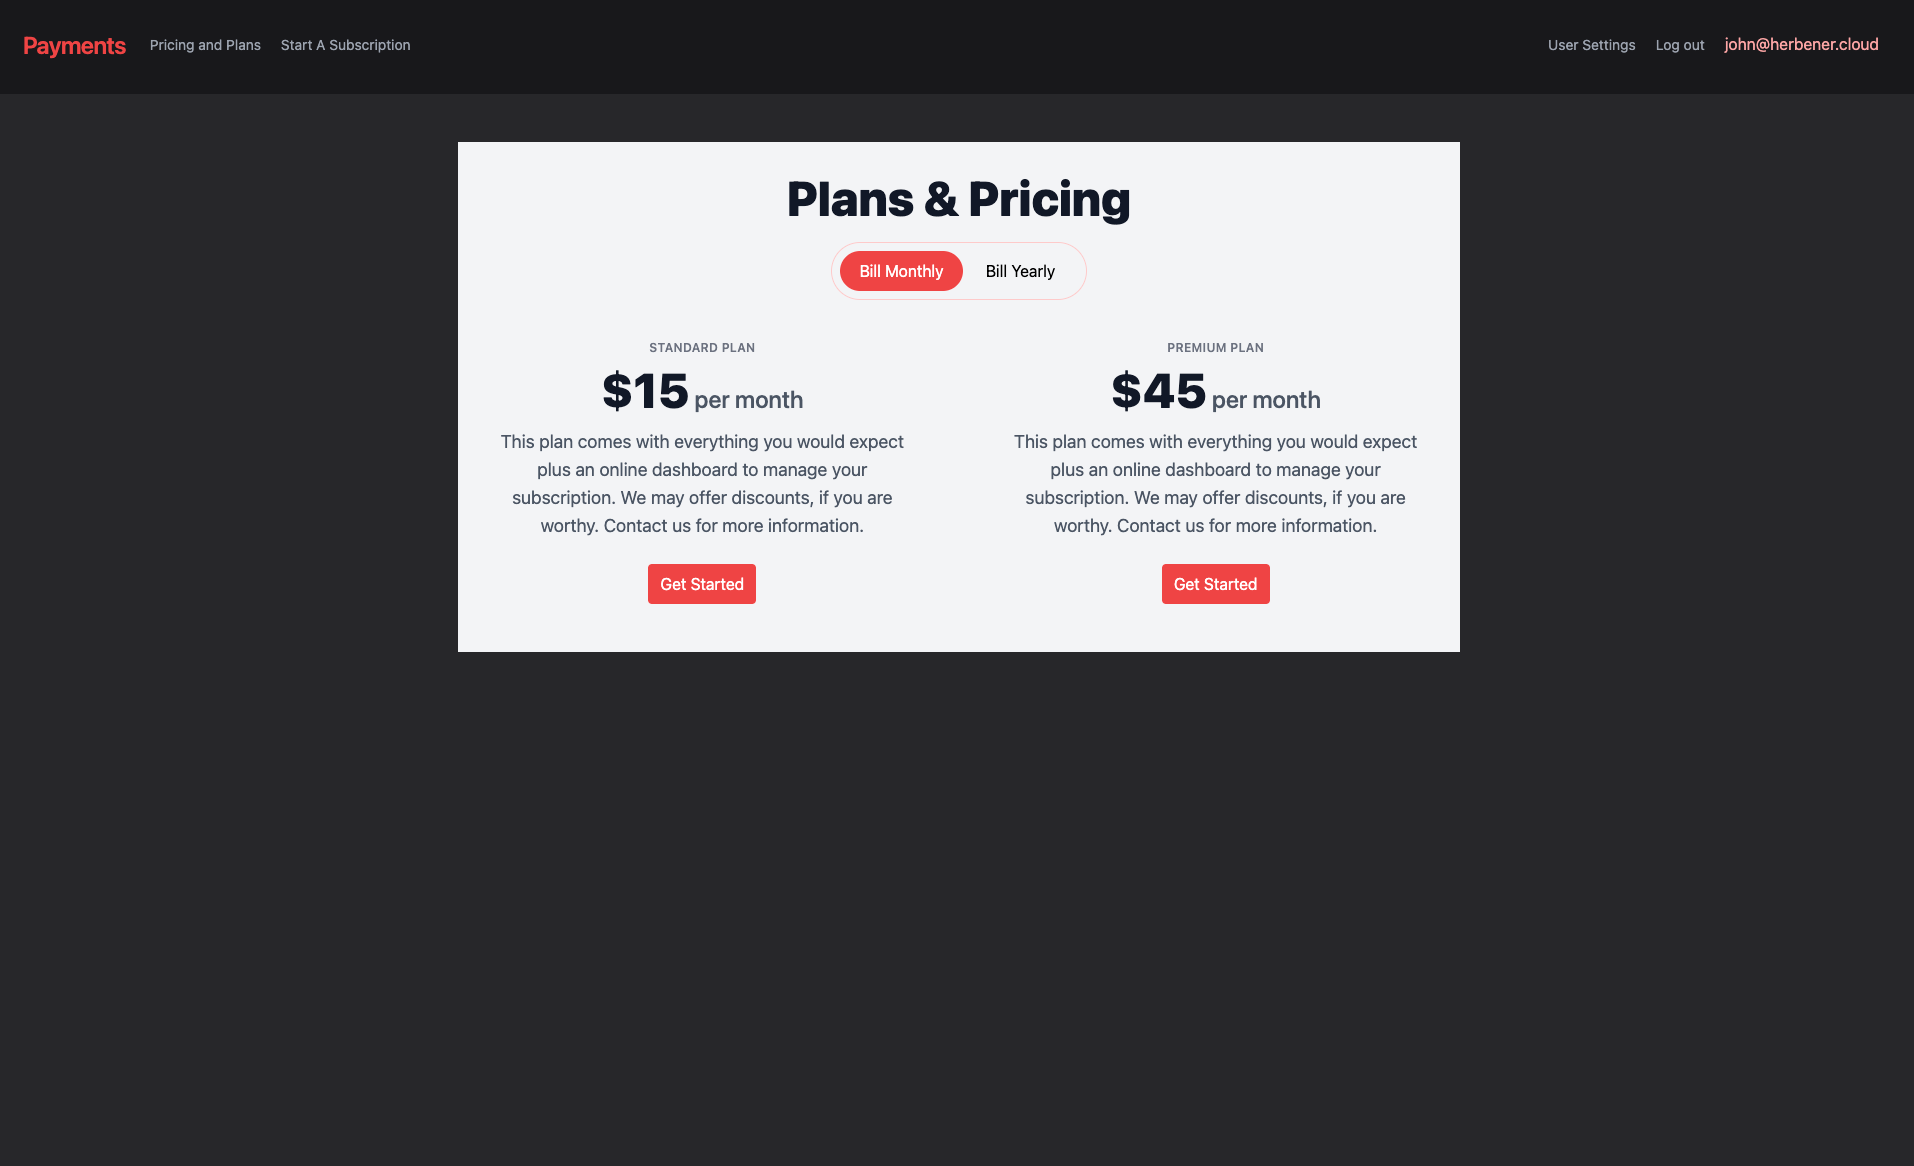 Payments Pricing and Plans Start A Subscription User Settings Log out john@herbener.cloud
Plans & Pricing
Bill Monthly Bill Yearly
STANDARD PLAN
$15 per month
This plan comes with everything you would expect
plus an online dashboard to manage your
subscription. We may offer discounts, if you are
worthy. Contact us for more information.
Get Started
PREMIUM PLAN
$45 per month
This plan comes with everything you would expect
plus an online dashboard to manage your
subscription. We may offer discounts, if you are
worthy. Contact us for more information.
Get Started